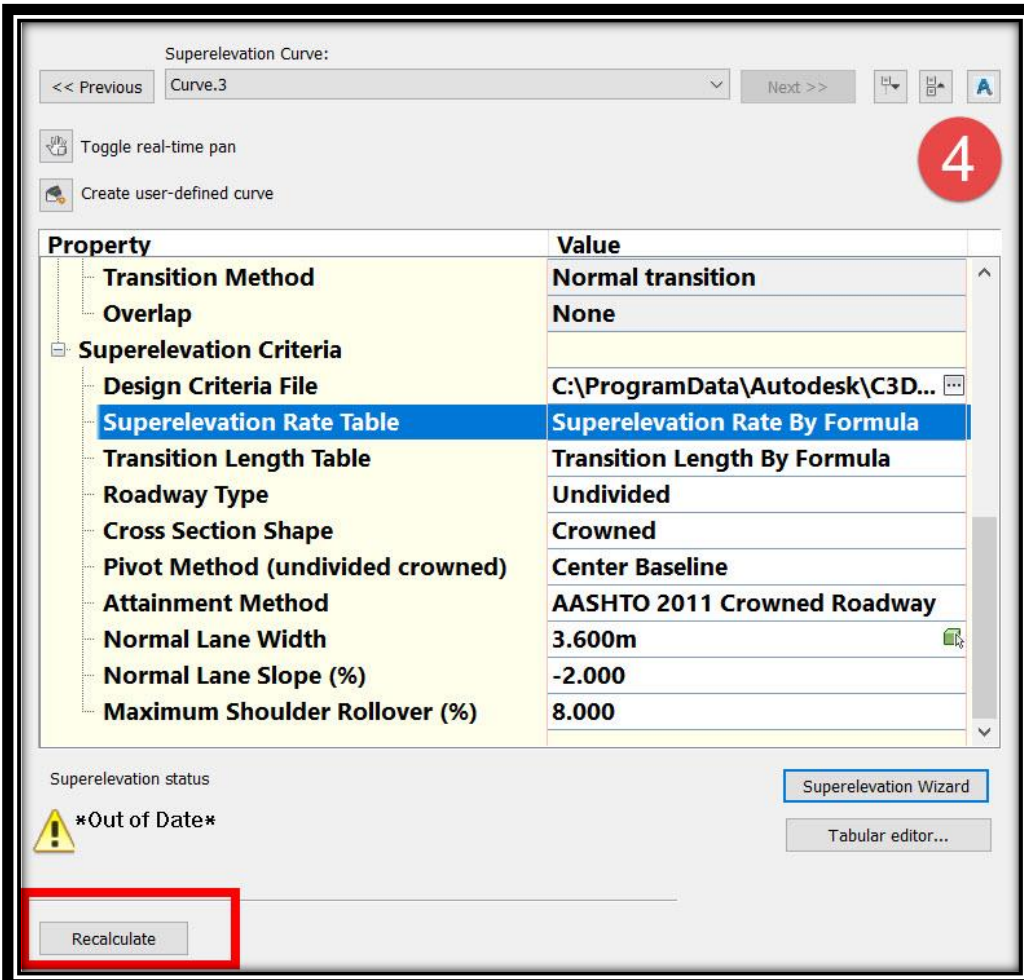 Superelevation Curve:
<< Previous Curve.3 Next >> A
Toggle real-time pan
4
Create user-defined curve
Property Value
Transition Method Normal transition
Overlap None
Superelevation Criteria
Design Criteria File C:\ProgramData\Autodesk\C3D... ...
Superelevation Rate Table Superelevation Rate By Formula
Transition Length Table Transition Length By Formula
Roadway Type Undivided
Cross Section Shape Crowned
Pivot Method (undivided crowned) Center Baseline
Attainment Method AASHTO 2011 Crowned Roadway
Normal Lane Width 3.600m
Normal Lane Slope (%) -2.000
Maximum Shoulder Rollover (%) 8.000
Superelevation status
Superelevation Wizard
*Out of Date*
Tabular editor...
Recalculate